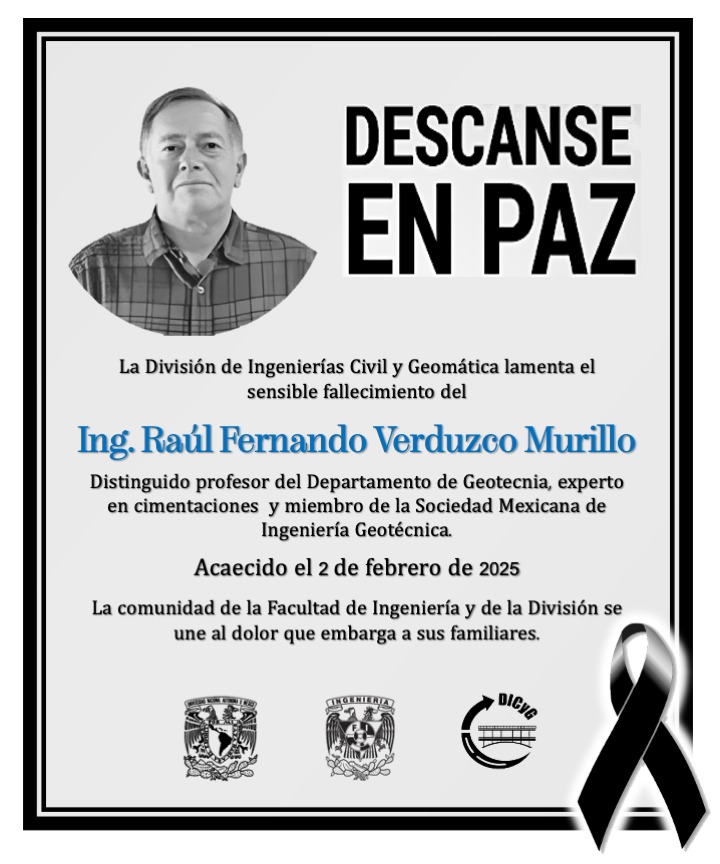 DESCANSE
EN PAZ
La División de Ingenierías Civil y Geomática lamenta el
sensible fallecimiento del
Ing. Raúl Fernando Verduzco Murillo
Distinguido profesor del Departamento de Geotecnia, experto
en cimentaciones y miembro de la Sociedad Mexicana de
Ingeniería Geotécnica.
Acaecido el 2 de febrero de 2025
La comunidad de la Facultad de Ingeniería y de la División se
une al dolor que embarga a sus familiares.
INGENIERIA
DICyG